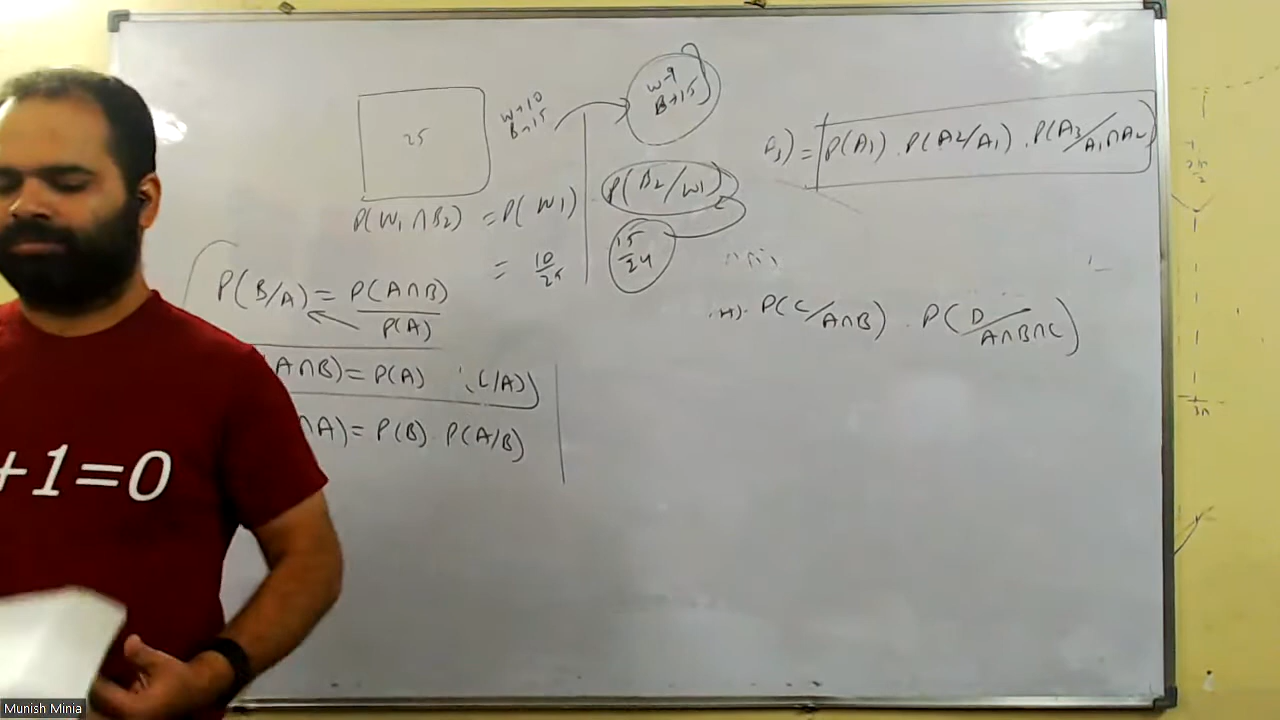 25
W→10
B→15
W→9
B→15
P(W₁∩B₂) = P(W₁)
P(B₂/W₁)
= 10/25
15/24
P(B/A) = P(A∩B)/P(A)
A∩B) = P(A) (/A)
∩A) = P(B). P(A/B)
) = P(A₁). P(A₂/A₁). P(A₃/A₁∩A₂)
P(C/A∩B). P(D/A∩B∩C)
+1=0
Munish Minia